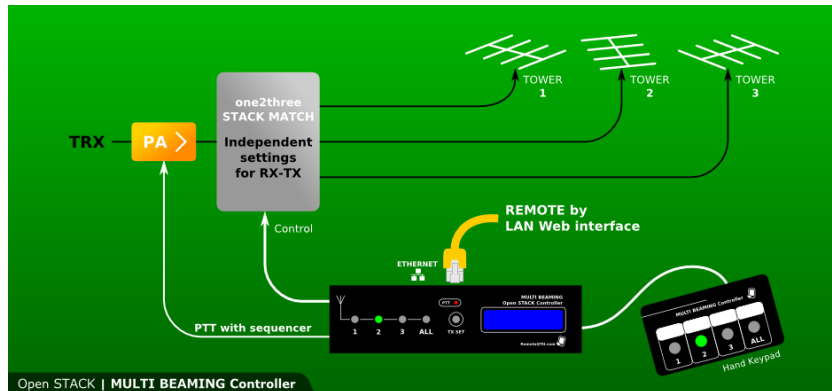 one2three
STACK MATCH
Independent
settings
for RX-TX
TRX
PA
TOWER
1
TOWER
2
TOWER
3
Control
REMOTE by
LAN Web interface
ETHERNET
PTT with sequencer
MULTI BEAMING
Open STACK Controller
PTT
1
2
3
ALL
TX SET
RemoteQTH.com
MULTI BEAMING Controller
1
2
3
ALL
Hand Keypad
Open STACK | MULTI BEAMING Controller